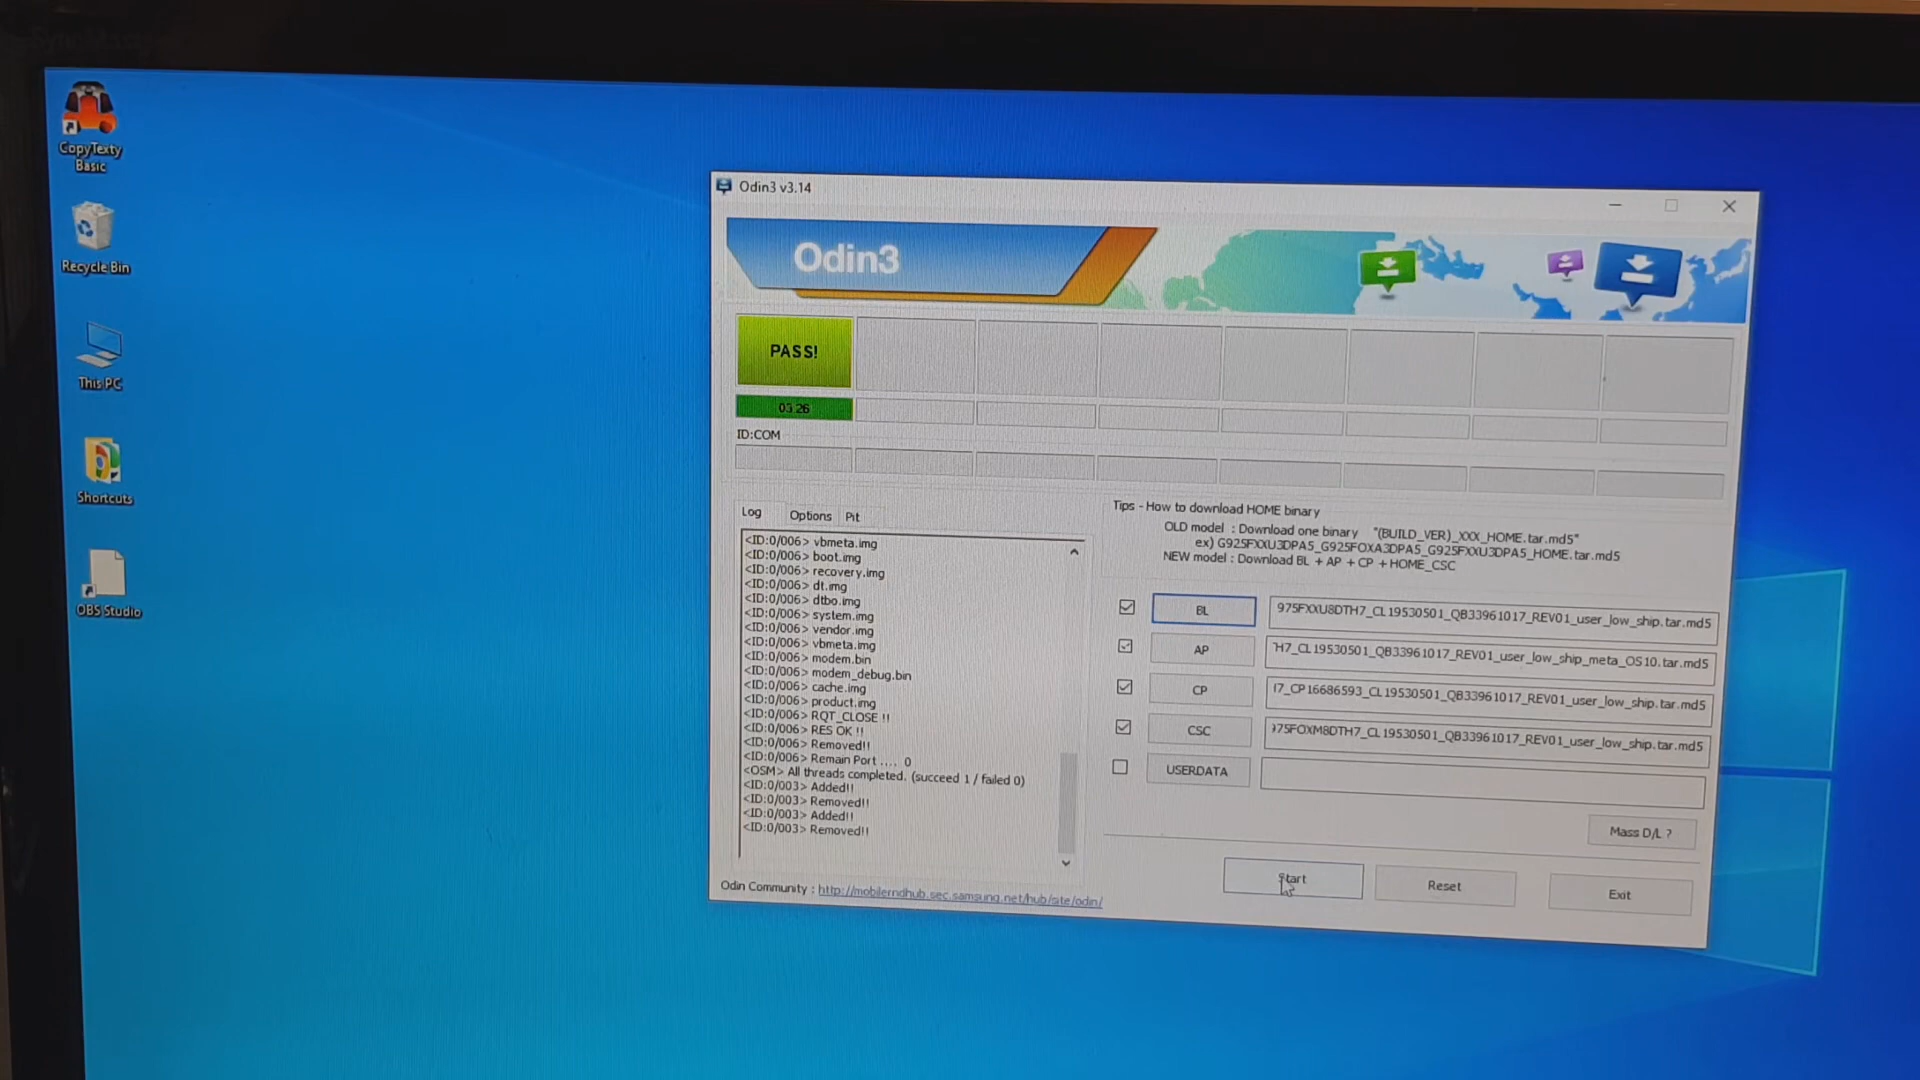 CopyTexty
Basic
Recycle Bin
This PC
Shortcuts
OBS Studio
Odin3 v3.14
Odin3
PASS!
03:26
ID:COM
Log
Options
Pit
<ID:0/006> vbmeta.img
<ID:0/006> boot.img
<ID:0/006> recovery.img
<ID:0/006> dt.img
<ID:0/006> dtbo.img
<ID:0/006> system.img
<ID:0/006> vendor.img
<ID:0/006> vbmeta.img
<ID:0/006> modem.bin
<ID:0/006> modem_debug.bin
<ID:0/006> cache.img
<ID:0/006> product.img
<ID:0/006> RQT_CLOSE !!
<ID:0/006> RES OK !!
<ID:0/006> Removed!!
<ID:0/006> Remain Port .... 0
<OSM> All threads completed. (succeed 1 / failed 0)
<ID:0/003> Added!!
<ID:0/003> Removed!!
<ID:0/003> Added!!
<ID:0/003> Removed!!
Tips - How to download HOME binary
OLD model : Download one binary "(BUILD_VER)_XXX_HOME.tar.md5"
ex) G925FXXU3DPA5_G925FOXA3DPA5_G925FXXU3DPA5_HOME.tar.md5
NEW model : Download BL + AP + CP + HOME_CSC
BL
975FXXU8DTH7_CL19530501_QB33961017_REV01_user_low_ship.tar.md5
AP
H7_CL19530501_QB33961017_REV01_user_low_ship_meta_OS10.tar.md5
CP
I7_CP16686593_CL19530501_QB33961017_REV01_user_low_ship.tar.md5
CSC
975FOXM8DTH7_CL19530501_QB33961017_REV01_user_low_ship.tar.md5
USERDATA
Mass D/L ?
Start
Reset
Exit
Odin Community : http://mobilerndhub.sec.samsung.net/hub/site/odin/